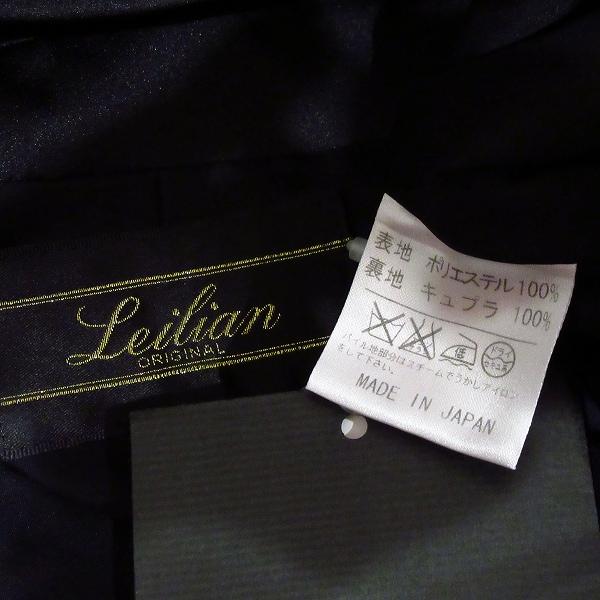 Leilian
ORIGINAL
表地 ポリエステル100%
裏地 キュプラ 100%
パイル地部分はスチームでうかしアイロン
をして下さい。
MADE IN JAPAN